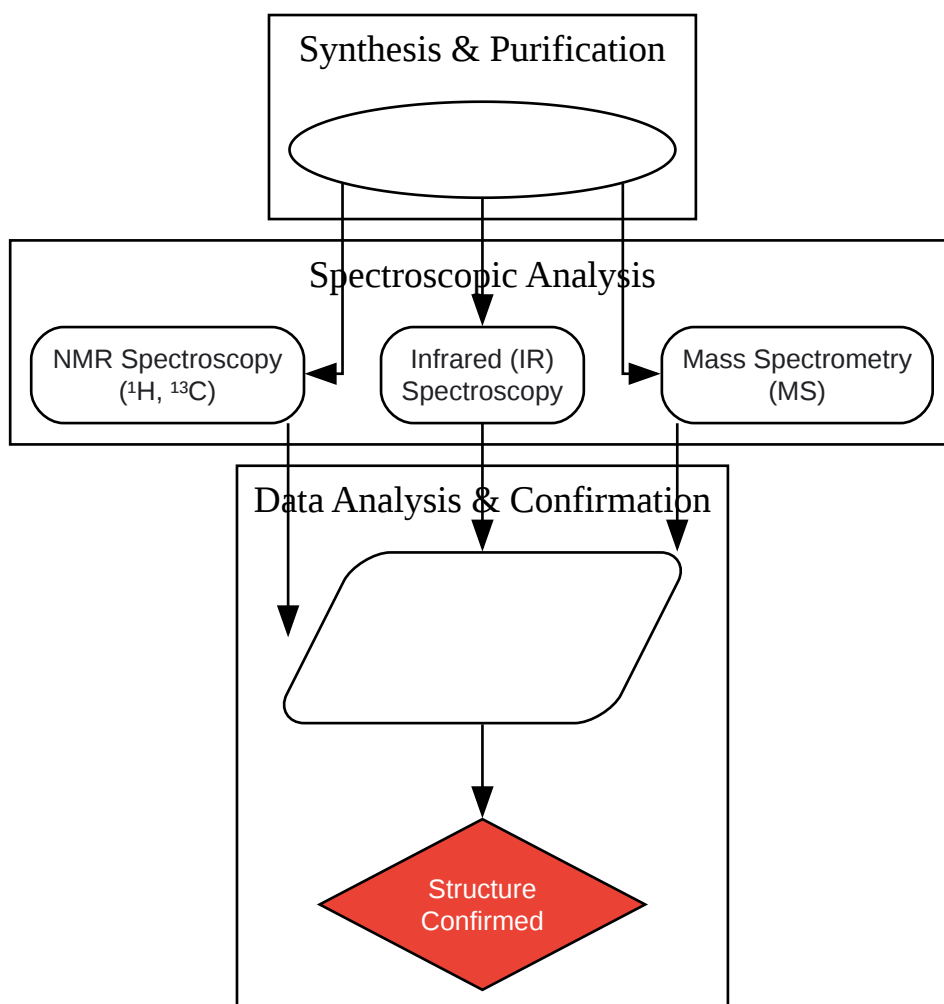 Synthesis & Purification
Spectroscopic Analysis
NMR Spectroscopy
(¹H, ¹³C)
Infrared (IR)
Spectroscopy
Mass Spectrometry
(MS)
Data Analysis & Confirmation
Structure
Confirmed